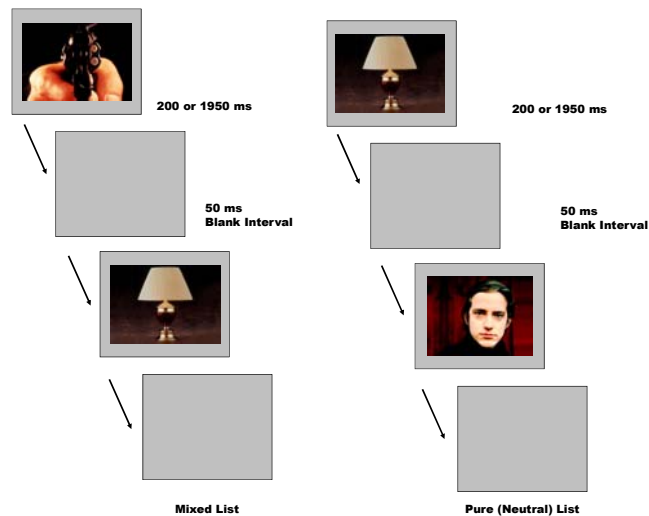 200 or 1950 ms
200 or 1950 ms
50 ms
Blank Interval
50 ms
Blank Interval
Mixed List
Pure (Neutral) List